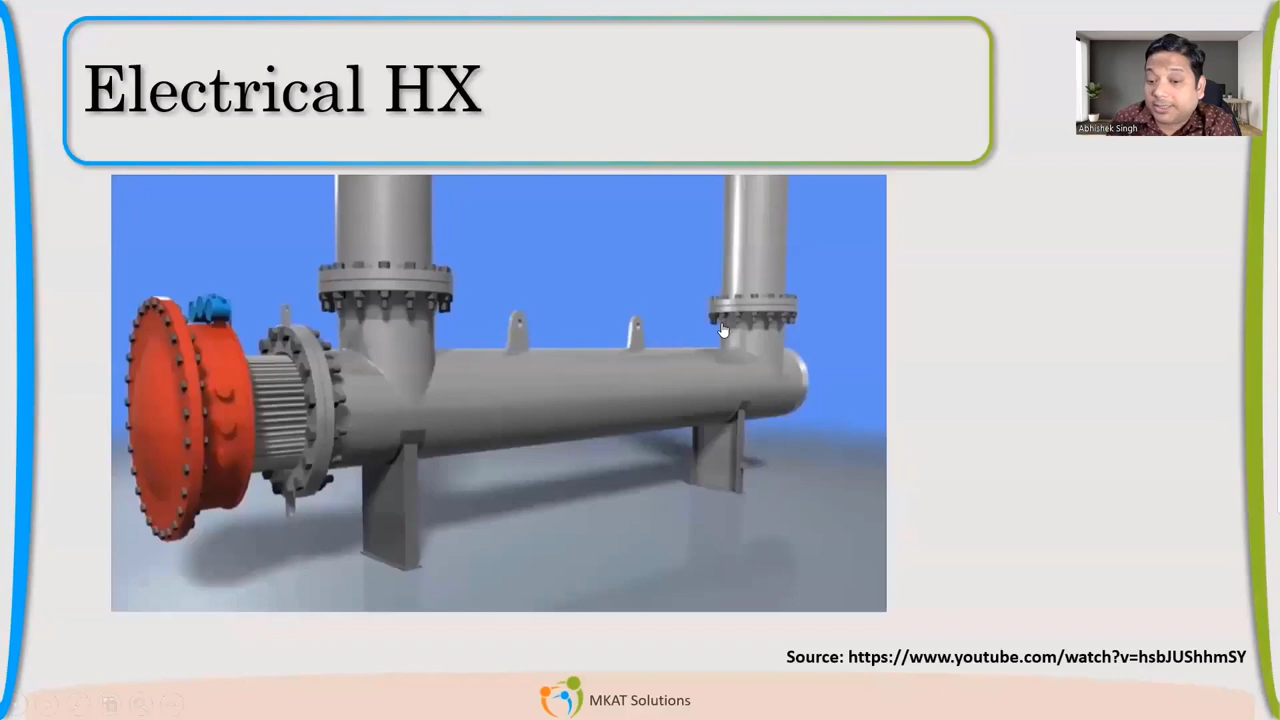 Electrical HX
Abhishek Singh
Source: https://www.youtube.com/watch?v=hsbJUShhmSY
MKAT Solutions